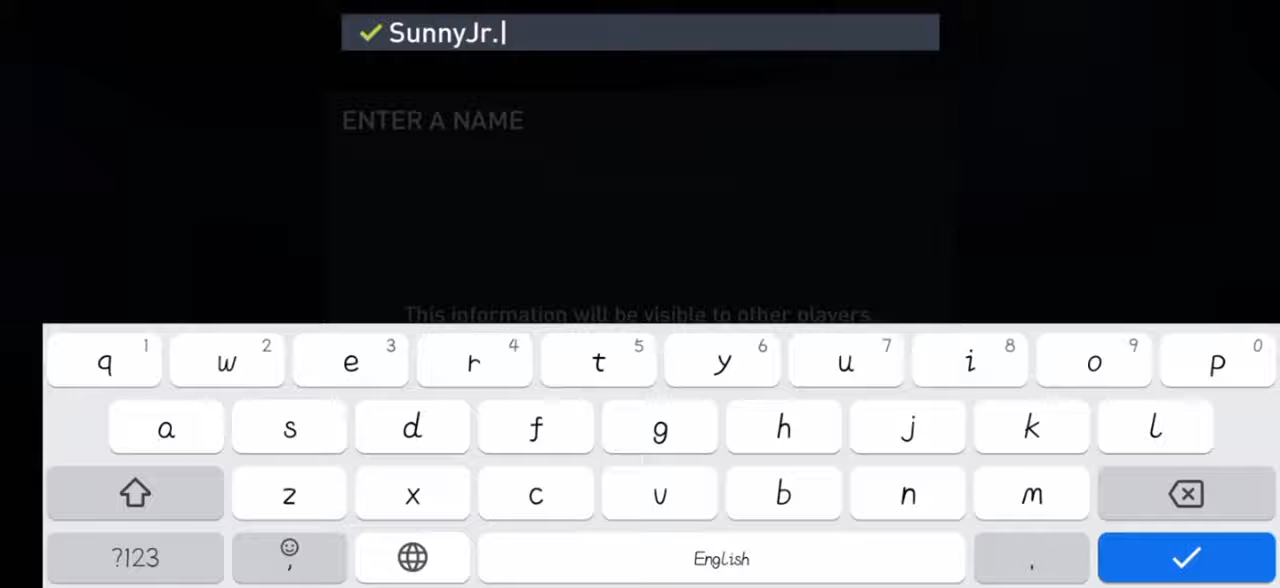 SunnyJr.
ENTER A NAME
This information will be visible to other players.
q 1 w 2 e 3 r 4 t 5 y 6 u 7 i 8 o 9 p 0
a s d f g h j k l
z x c v b n m
?123 , English .